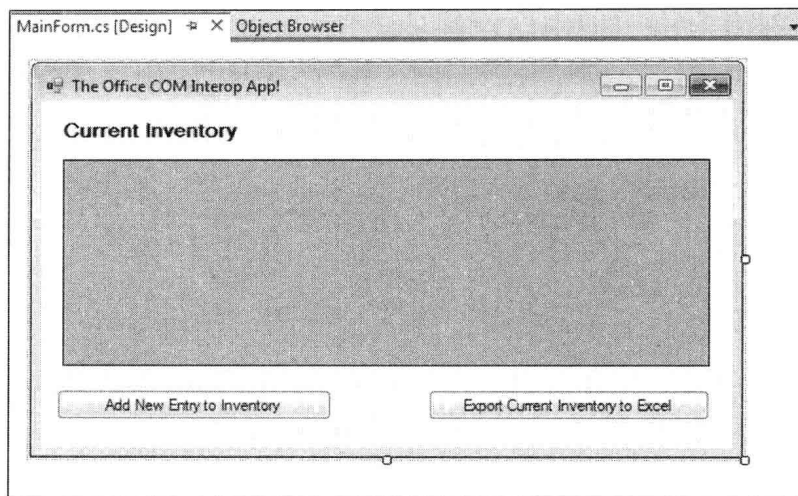 MainForm.cs [Design] Object Browser
The Office COM Interop App!
Current Inventory
Add New Entry to Inventory Export Current Inventory to Excel